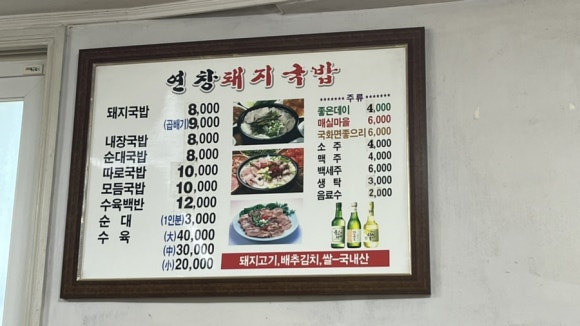 연창돼지국밥
돼지국밥 8,000
(곱배기) 9,000
내장국밥 8,000
순대국밥 8,000
따로국밥 10,000
모듬국밥 10,000
수육백반 12,000
순 대 (1인분) 3,000
수 육 (大) 40,000
(中) 30,000
(小) 20,000
******* 주류 *******
좋은데이 4,000
매실마을 6,000
국화면좋으리 6,000
소 주 4,000
맥 주 4,000
백세주 6,000
생 탁 3,000
음료수 2,000
돼지고기,배추김치,쌀-국내산